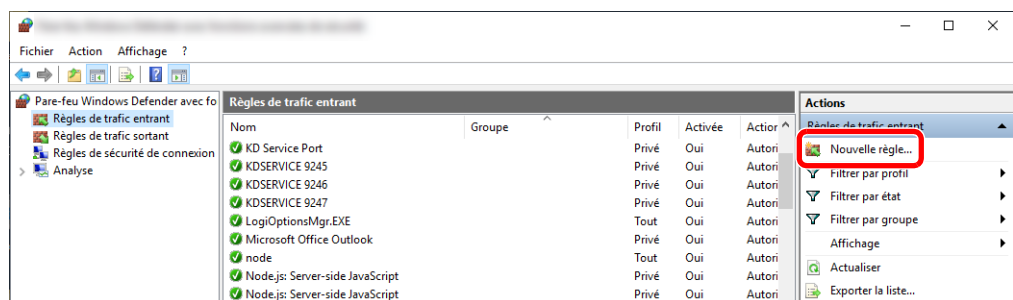 Fichier Action Affichage ?
Pare-feu Windows Defender avec fo
Règles de trafic entrant
Règles de trafic sortant
Règles de sécurité de connexion
Analyse
Règles de trafic entrant
Nom Groupe Profil Activée Action
KD Service Port Privé Oui Autori
KDSERVICE 9245 Privé Oui Autori
KDSERVICE 9246 Privé Oui Autori
KDSERVICE 9247 Privé Oui Autori
LogiOptionsMgr.EXE Tout Oui Autori
Microsoft Office Outlook Privé Oui Autori
node Tout Oui Autori
Node.js: Server-side JavaScript Privé Oui Autori
Node.js: Server-side JavaScript Privé Oui Autori
Actions
Règles de trafic entrant
Nouvelle règle...
Filtrer par profil
Filtrer par état
Filtrer par groupe
Affichage
Actualiser
Exporter la liste...